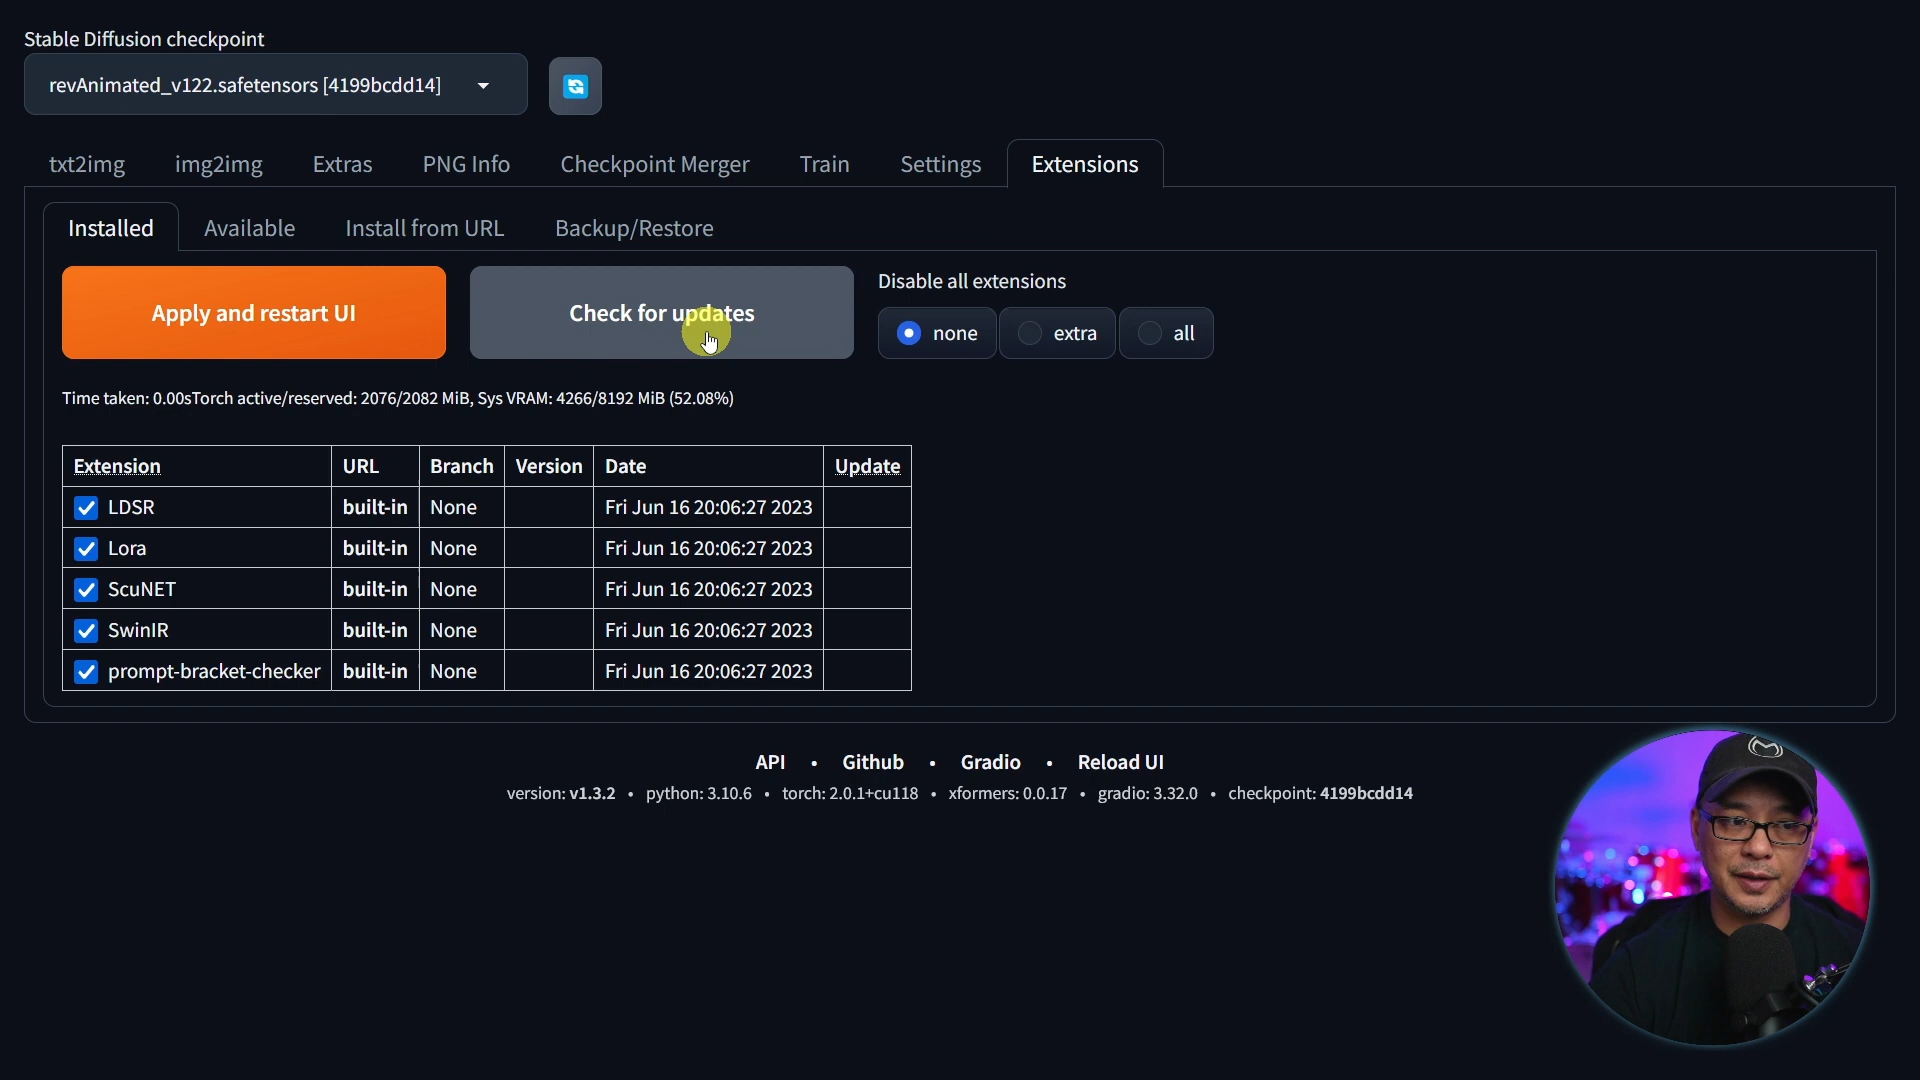 Stable Diffusion checkpoint
revAnimated_v122.safetensors [4199bcdd14]
txt2img img2img Extras PNG Info Checkpoint Merger Train Settings Extensions
Installed Available Install from URL Backup/Restore
Apply and restart UI Check for updates Disable all extensions
none extra all
Time taken: 0.00sTorch active/reserved: 2076/2082 MiB, Sys VRAM: 4266/8192 MiB (52.08%)
Extension URL Branch Version Date Update
LDSR built-in None Fri Jun 16 20:06:27 2023
Lora built-in None Fri Jun 16 20:06:27 2023
ScuNET built-in None Fri Jun 16 20:06:27 2023
SwinIR built-in None Fri Jun 16 20:06:27 2023
prompt-bracket-checker built-in None Fri Jun 16 20:06:27 2023
API • Github • Gradio • Reload UI
version: v1.3.2 • python: 3.10.6 • torch: 2.0.1+cu118 • xformers: 0.0.17 • gradio: 3.32.0 • checkpoint: 4199bcdd14